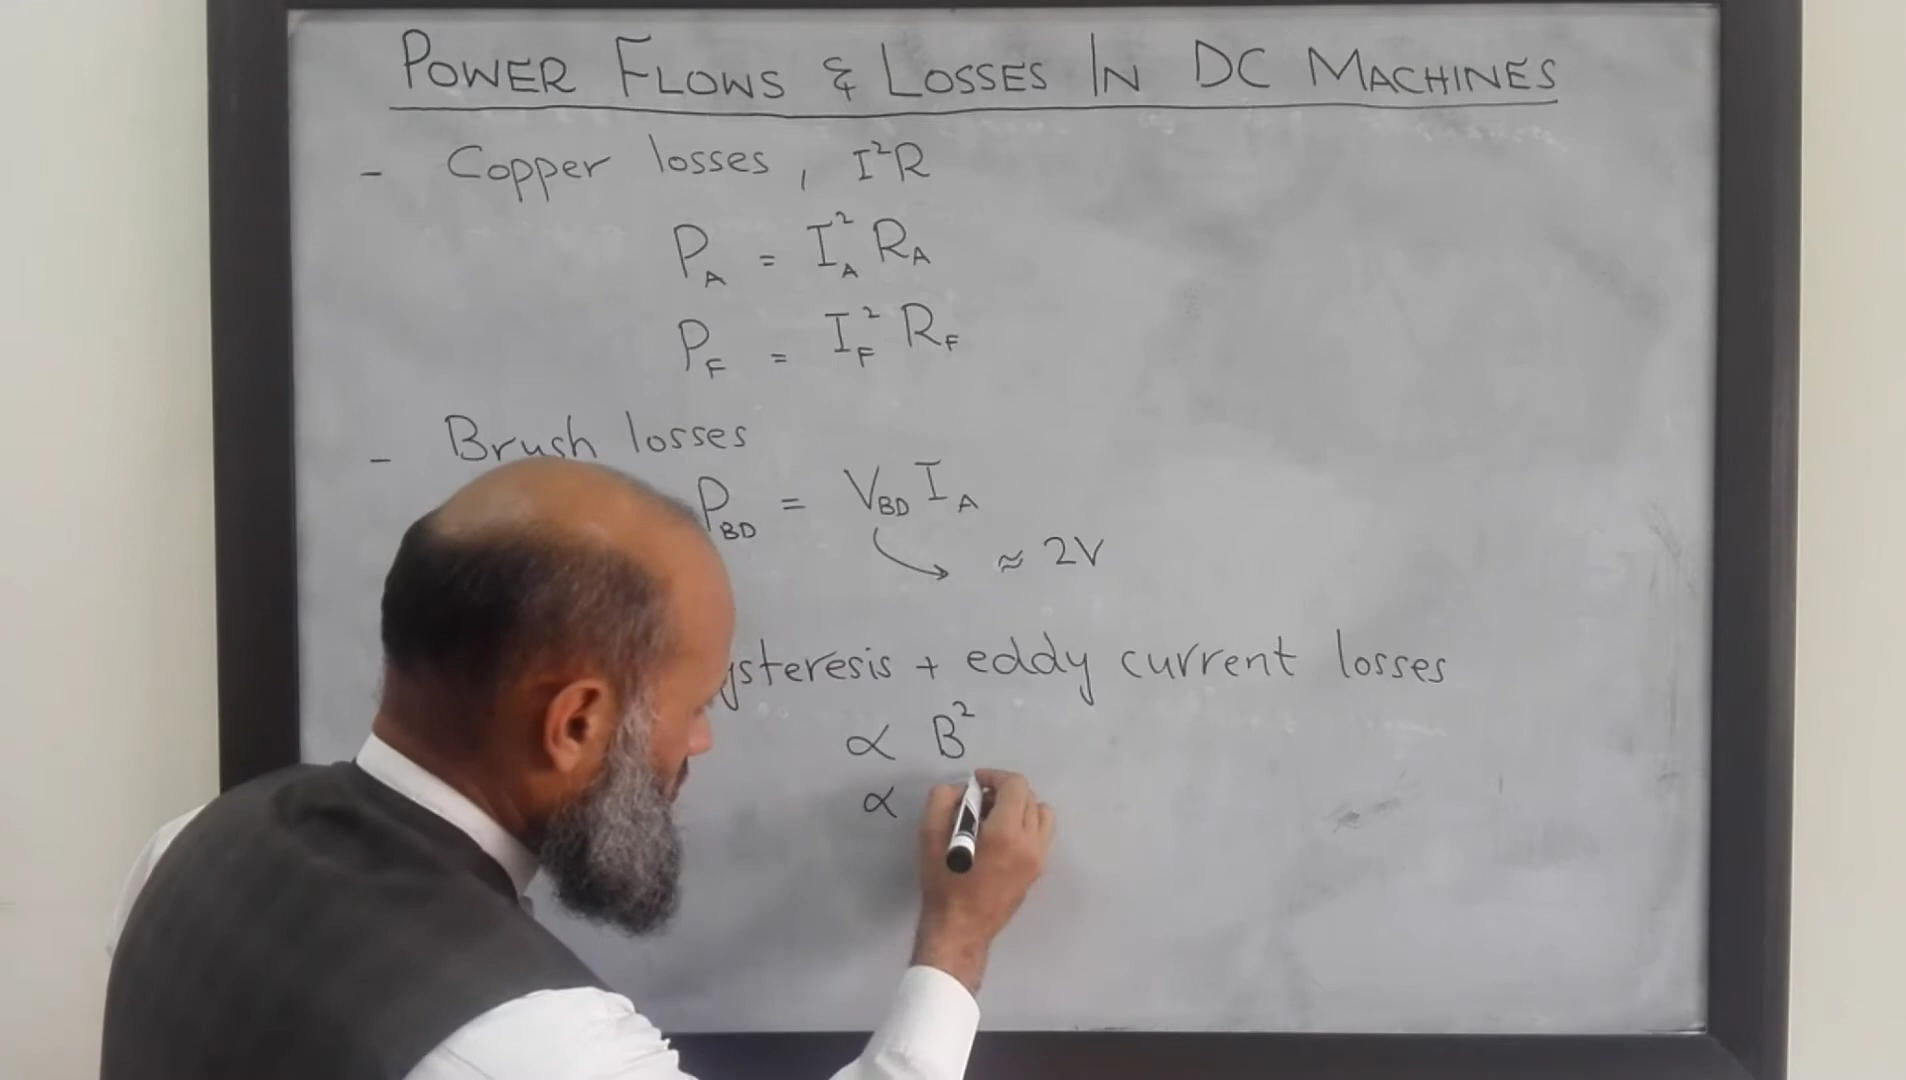 POWER FLOWS & LOSSES IN DC MACHINES
- Copper losses, I²R
P_A = I_A² R_A
P_F = I_F² R_F
- Brush losses
P_BD = V_BD I_A
≈ 2V
+ eddy current losses
∝ B²
∝